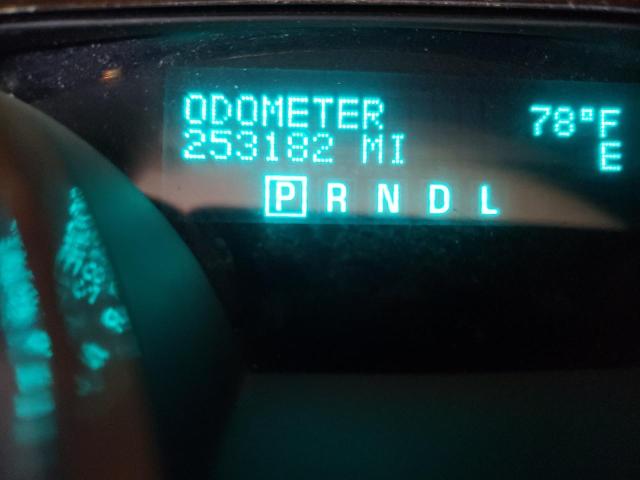 ODOMETER 78°F
253182 MI E
P R N D L